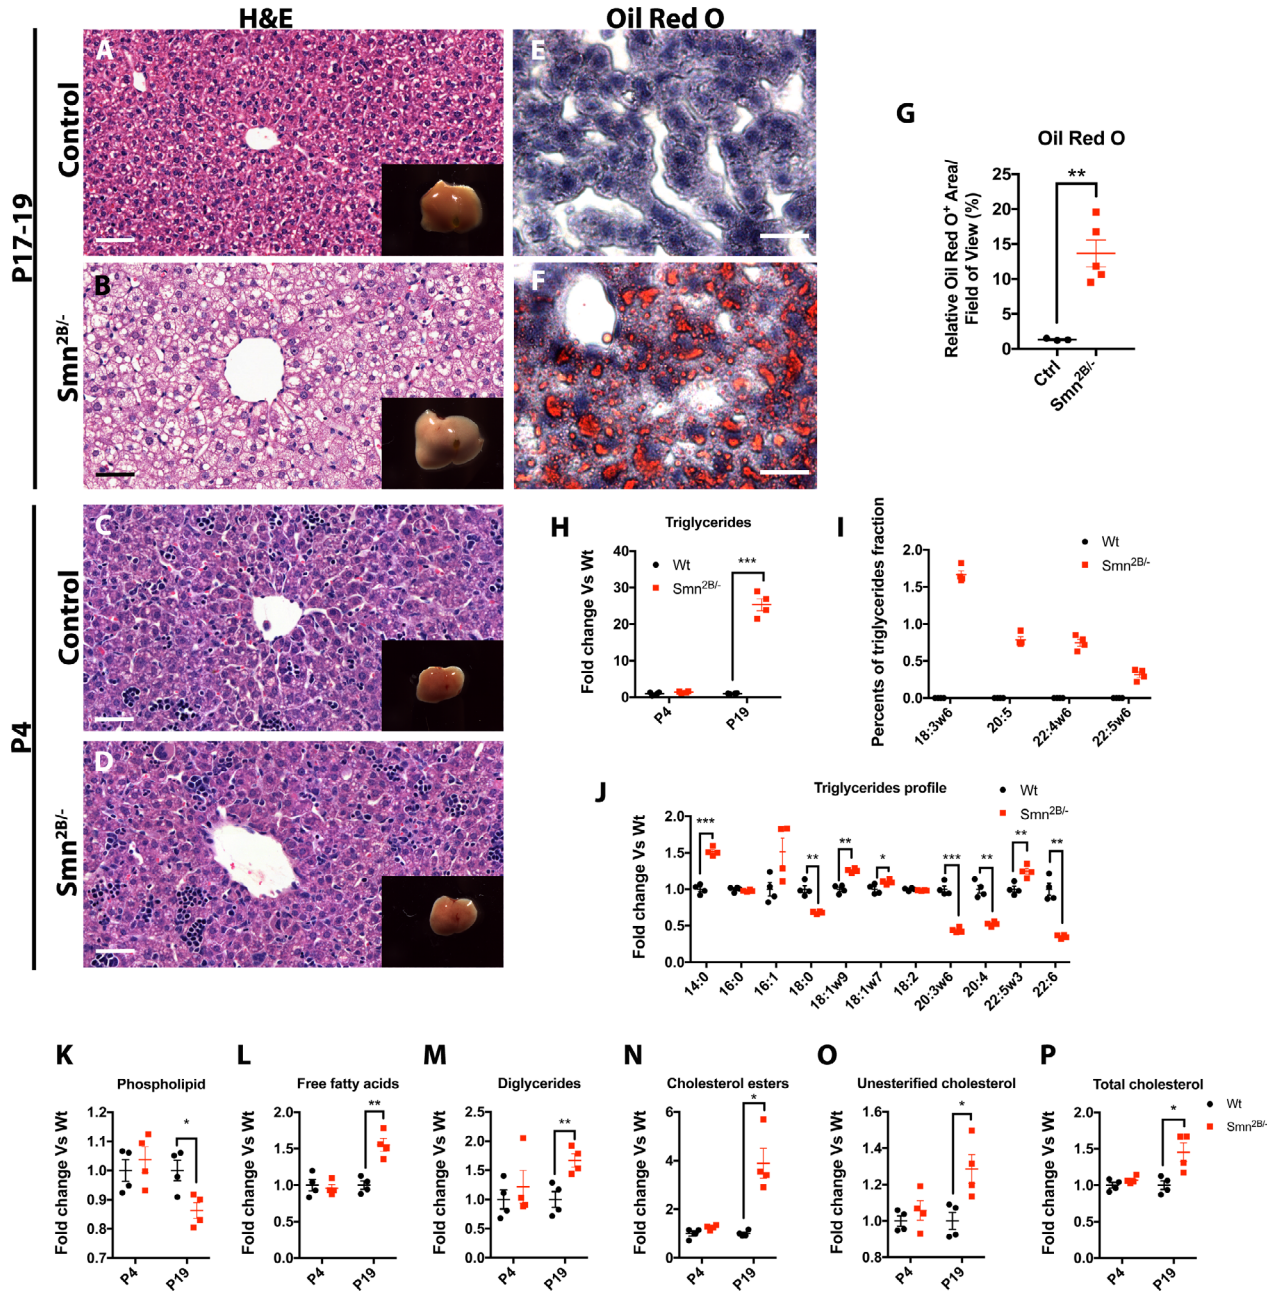 H&E
Oil Red O
P17-19
Control
A
E
Smn2B/-
B
F
G
Oil Red O
Relative Oil Red O+ Area/
Field of View (%)
25
20
15
10
5
0
**
Ctrl
Smn2B/-
P4
Control
C
Smn2B/-
D
H
Triglycerides
Fold change Vs Wt
40
30
20
10
0
Wt
Smn2B/-
***
P4
P19
I
Percents of triglycerides fraction
2.0
1.5
1.0
0.5
0.0
Wt
Smn2B/-
18:3w6
20:5
22:4w6
22:5w6
J
Triglycerides profile
Wt
Smn2B/-
Fold change Vs Wt
2.0
1.5
1.0
0.5
0.0
***
**
**
*
***
**
**
**
14:0
16:0
16:1
18:0
18:1w9
18:1w7
18:2
20:3w6
20:4
22:5w3
22:6
K
Phospholipid
Fold change Vs Wt
1.2
1.1
1.0
0.9
0.8
0.7
*
P4
P19
L
Free fatty acids
Fold change Vs Wt
2.0
1.5
1.0
0.5
0.0
**
P4
P19
M
Diglycerides
Fold change Vs Wt
2.5
2.0
1.5
1.0
0.5
0.0
**
P4
P19
N
Cholesterol esters
Fold change Vs Wt
6
4
2
0
*
P4
P19
O
Unesterified cholesterol
Fold change Vs Wt
1.6
1.4
1.2
1.0
0.8
*
P4
P19
P
Total cholesterol
Fold change Vs Wt
2.0
1.5
1.0
0.5
0.0
*
P4
P19
Wt
Smn2B/-